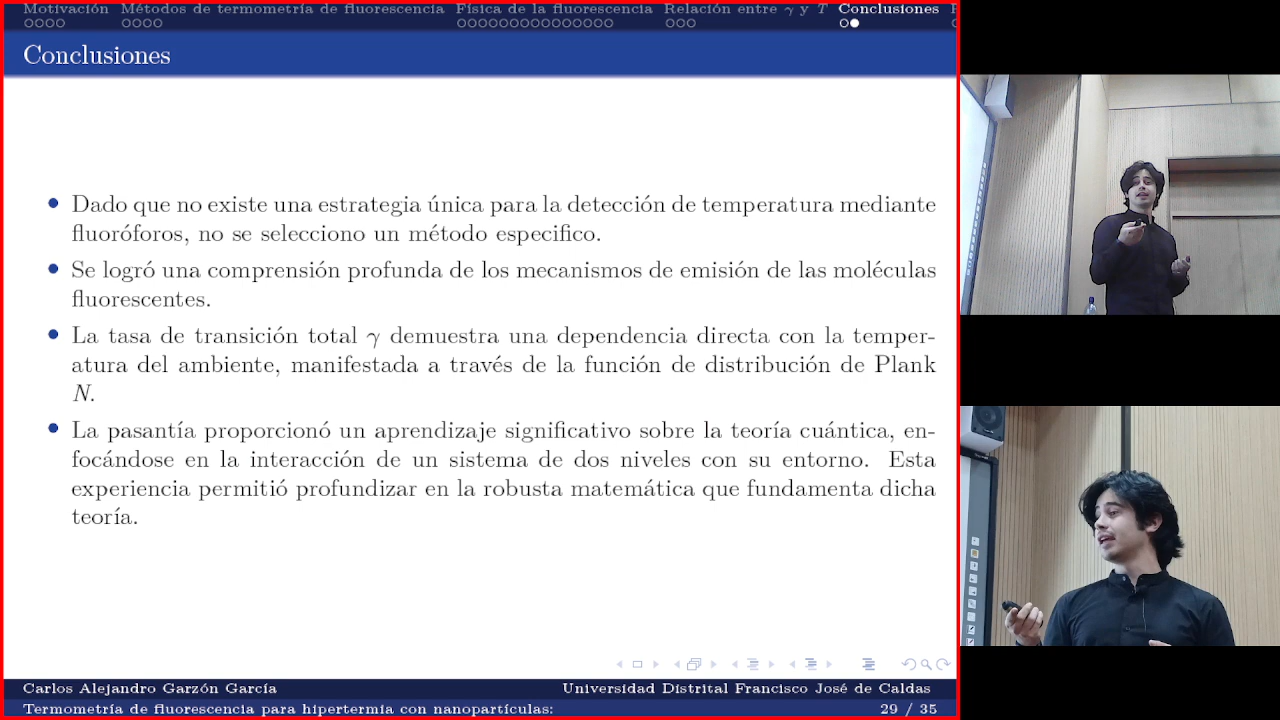 Motivación Métodos de termometría de fluorescencia Física de la fluorescencia Relación entre γ y T Conclusiones
Conclusiones
• Dado que no existe una estrategia única para la detección de temperatura mediante
fluoróforos, no se selecciono un método especifico.
• Se logró una comprensión profunda de los mecanismos de emisión de las moléculas
fluorescentes.
• La tasa de transición total γ demuestra una dependencia directa con la temper-
atura del ambiente, manifestada a través de la función de distribución de Plank
N.
• La pasantía proporcionó un aprendizaje significativo sobre la teoría cuántica, en-
focándose en la interacción de un sistema de dos niveles con su entorno. Esta
experiencia permitió profundizar en la robusta matemática que fundamenta dicha
teoría.
Carlos Alejandro Garzón García Universidad Distrital Francisco José de Caldas
Termometría de fluorescencia para hipertermia con nanopartículas: 29 / 35